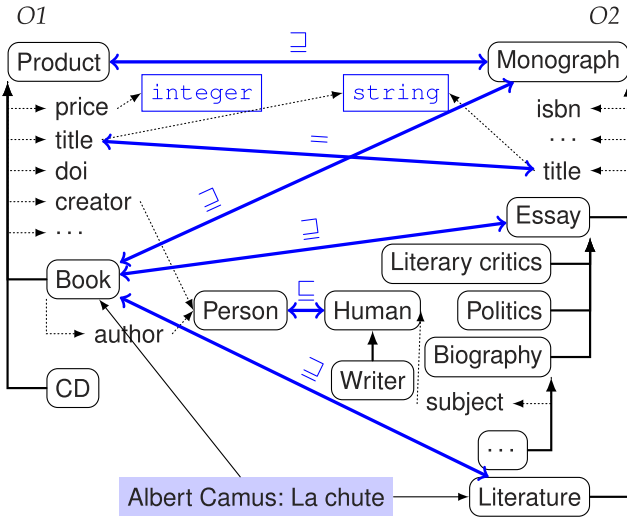 O1 O2
⊒
Product Monograph
price integer string isbn
title = ...
doi title
creator ⊒
... ⊒ Essay
Book Literary critics
⊑
Person Human Politics
author Biography
⊒
CD Writer
subject
...
Albert Camus: La chute Literature